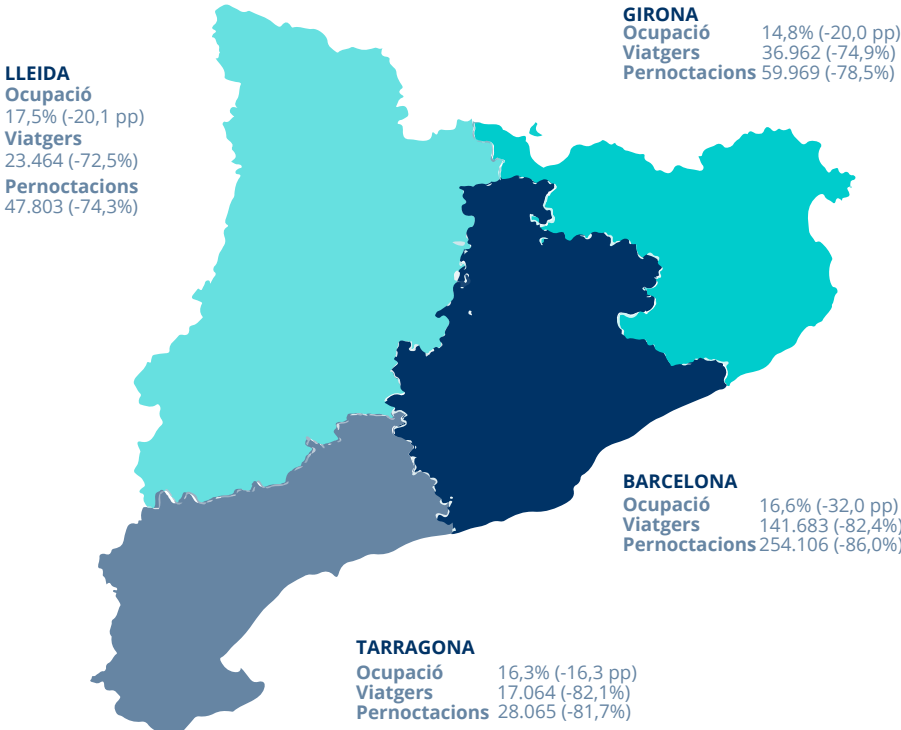 GIRONA
Ocupació 14,8% (-20,0 pp)
Viatgers 36.962 (-74,9%)
Pernoctacions 59.969 (-78,5%)
LLEIDA
Ocupació
17,5% (-20,1 pp)
Viatgers
23.464 (-72,5%)
Pernoctacions
47.803 (-74,3%)
BARCELONA
Ocupació 16,6% (-32,0 pp)
Viatgers 141.683 (-82,4%)
Pernoctacions 254.106 (-86,0%)
TARRAGONA
Ocupació 16,3% (-16,3 pp)
Viatgers 17.064 (-82,1%)
Pernoctacions 28.065 (-81,7%)